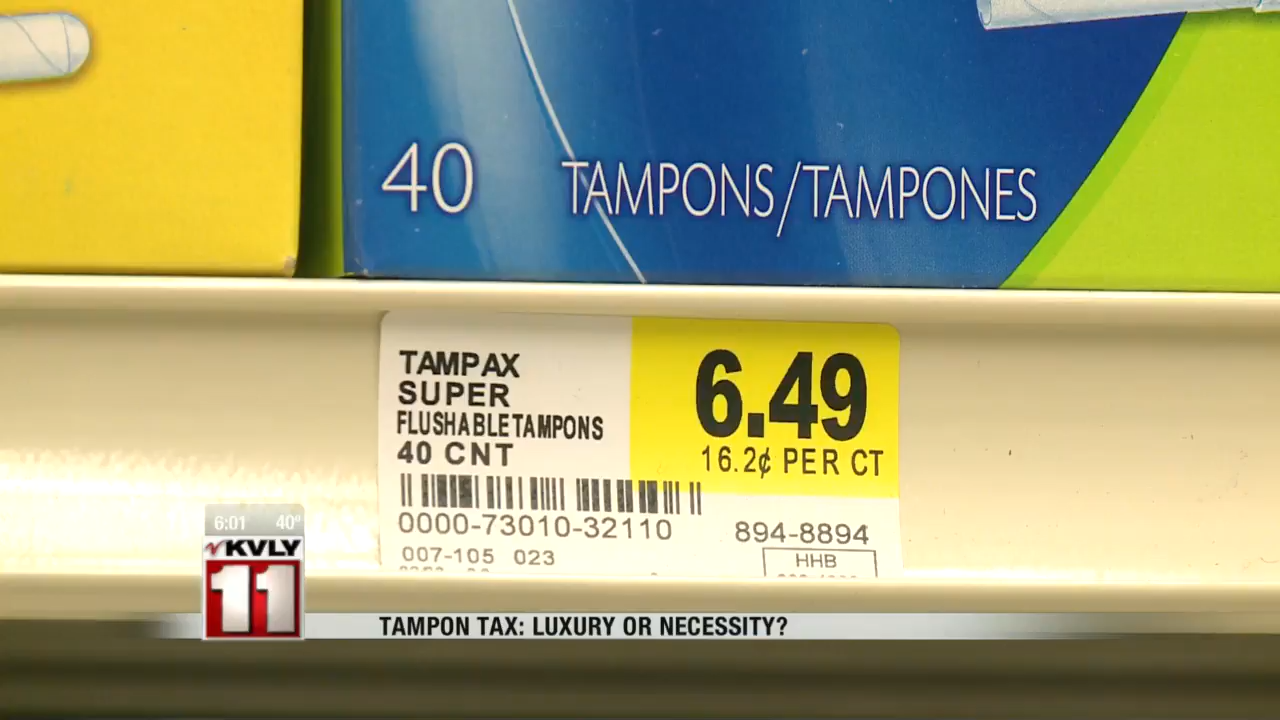 40 TAMPONS/TAMPONES
TAMPAX
SUPER
FLUSHABLE TAMPONS
40 CNT
6.49
16.2¢ PER CT
0000-73010-32110
894-8894
007-105 023
HHB
6:01 40°
KVLY
11
TAMPON TAX: LUXURY OR NECESSITY?